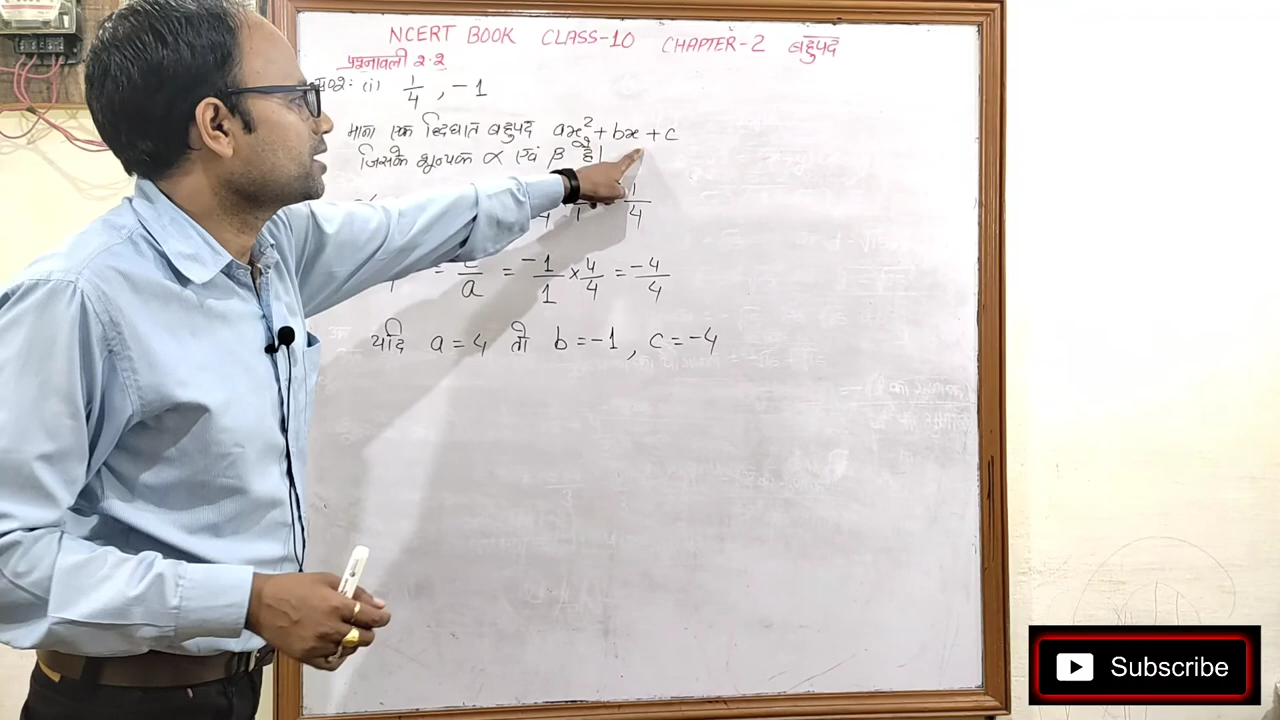 NCERT BOOK CLASS-10 CHAPTER-2 बहुपद
प्रश्नावली 2.2
प्र०2: (i) 1/4 , -1
माना एक द्विघात बहुपद ax²+bx+c
जिसके शून्यक α एवं β है।
1/4
= c/a = -1/1 × 4/4 = -4/4
यदि a=4 तो b=-1, c=-4
Subscribe